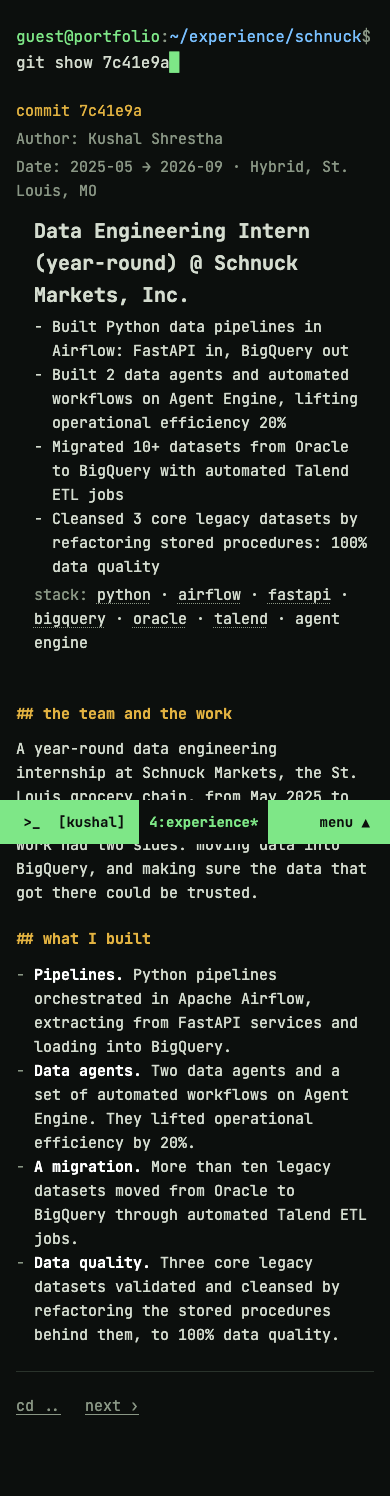 guest@portfolio:~/experience/schnuck$
git show 7c41e9a
commit 7c41e9a
Author: Kushal Shrestha
Date: 2025-05 → 2026-09 · Hybrid, St.
Louis, MO
Data Engineering Intern
(year-round) @ Schnuck
Markets, Inc.
- Built Python data pipelines in
Airflow: FastAPI in, BigQuery out
- Built 2 data agents and automated
workflows on Agent Engine, lifting
operational efficiency 20%
- Migrated 10+ datasets from Oracle
to BigQuery with automated Talend
ETL jobs
- Cleansed 3 core legacy datasets by
refactoring stored procedures: 100%
data quality
stack: python · airflow · fastapi ·
bigquery · oracle · talend · agent
engine
## the team and the work
A year-round data engineering
internship at Schnuck Markets, the St.
Louis grocery chain, from May 2025 to
>_ [kushal] 4:experience* menu ▲
work had two sides: moving data into
BigQuery, and making sure the data that
got there could be trusted.
## what I built
- Pipelines. Python pipelines
orchestrated in Apache Airflow,
extracting from FastAPI services and
loading into BigQuery.
- Data agents. Two data agents and a
set of automated workflows on Agent
Engine. They lifted operational
efficiency by 20%.
- A migration. More than ten legacy
datasets moved from Oracle to
BigQuery through automated Talend ETL
jobs.
- Data quality. Three core legacy
datasets validated and cleansed by
refactoring the stored procedures
behind them, to 100% data quality.
cd ..  next ›